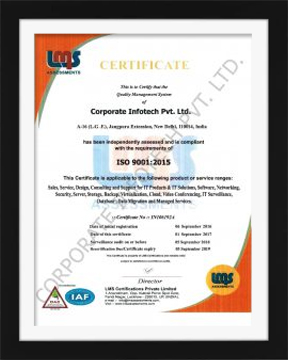 LMS
ASSESSMENTS
CERTIFICATE
This is to Certify that the
Quality Management System
of
Corporate Infotech Pvt. Ltd.
A-16 (L.G .F.), Jangpura Extension, New Delhi, 110014, India
has been independently assessed and is compliant
with the requirements of
ISO 9001:2015
This Certificate is applicable to the following product or service ranges:
Sales, Service, Design, Consulting and Support for IT Products & IT Solutions, Software, Networking,
Security, Server, Storage, Backup, Virtualization, Cloud, Video Conferencing, IT Surveillance,
Data Migration and Managed Services.
Certificate No :-
Date of initial registration 06 September 2016
Date of this certificate 01 September 2017
Surveillance audit on or before 05 September 2018
Recertification Due/Certificate expiry 05 September 2019
Director
LMS Certifications Private Limited
IAF
LMS
ASSESSMENTS
CORPORATE INFOTECH PVT. LTD.